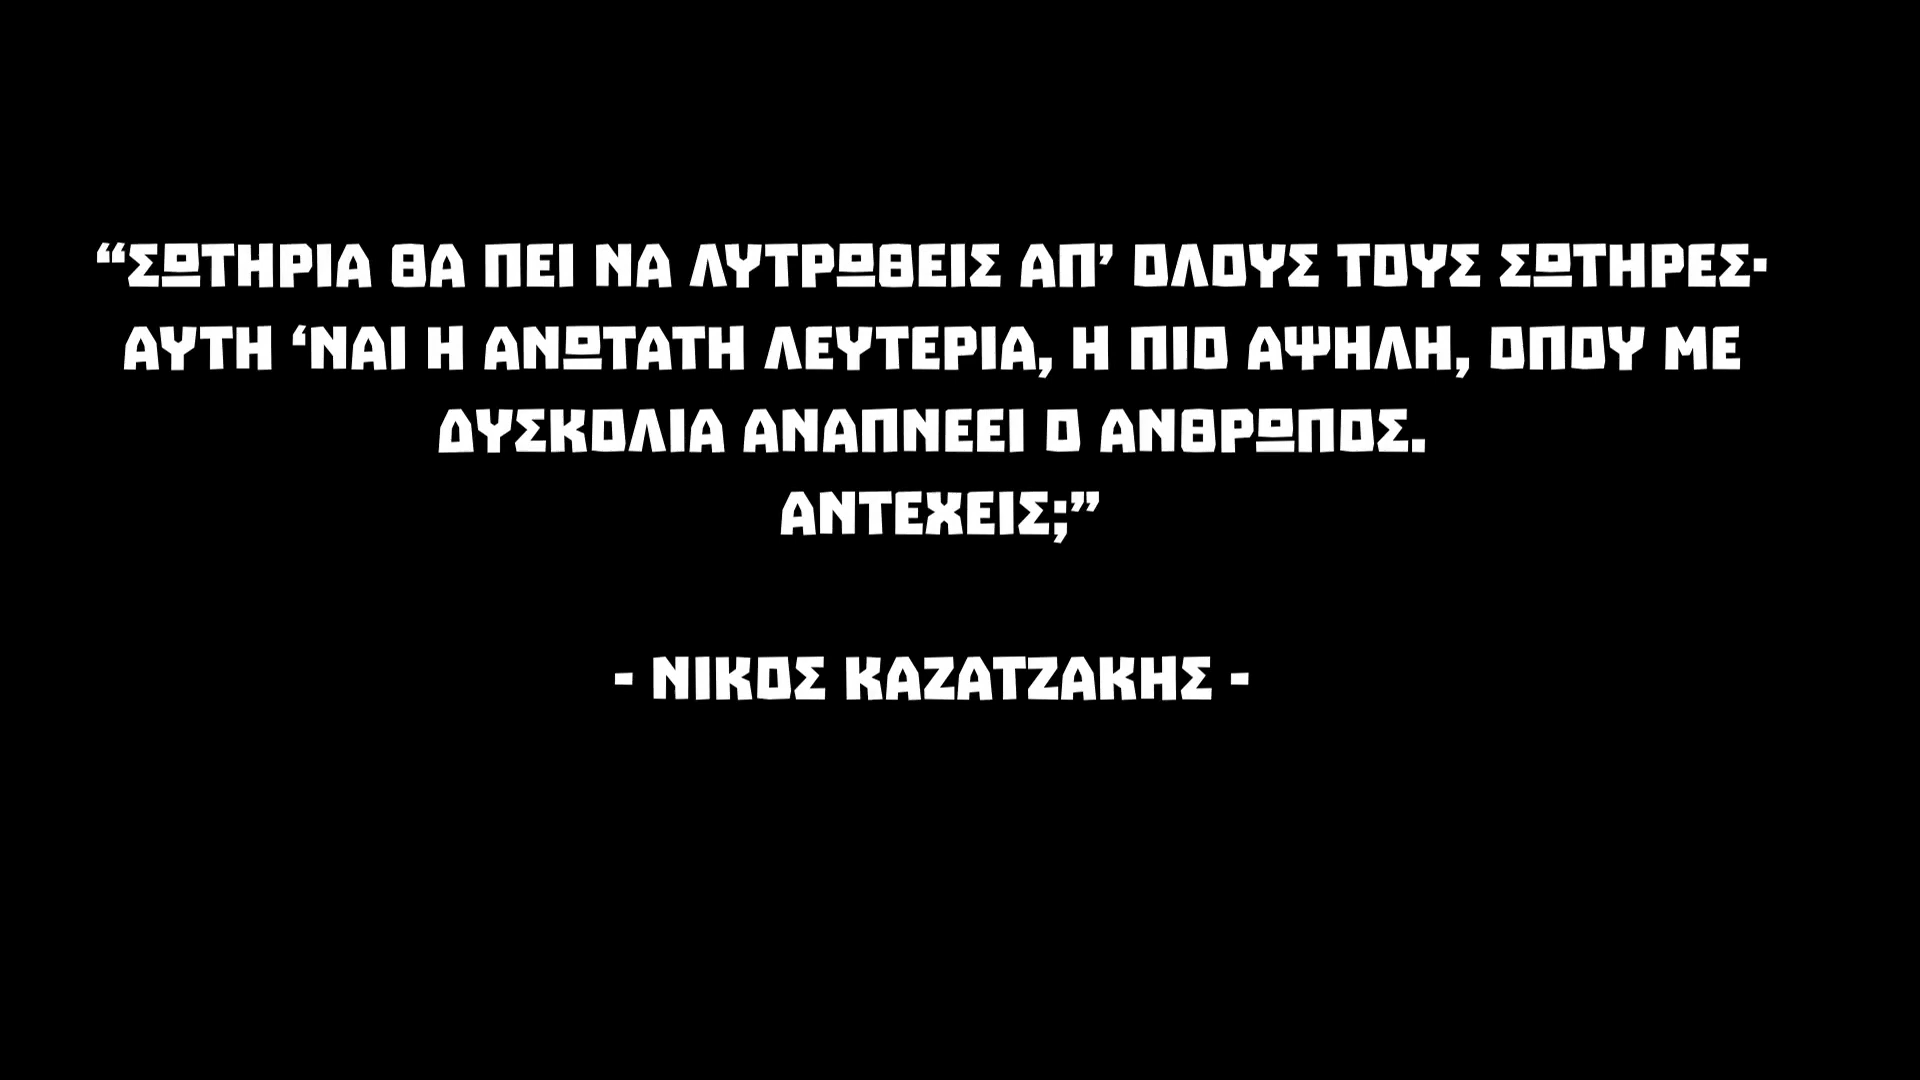 “ΣΩΤΗΡΙΑ ΘΑ ΠΕΙ ΝΑ ΛΥΤΡΩΘΕΙΣ ΑΠ’ ΟΛΟΥΣ ΤΟΥΣ ΣΩΤΗΡΕΣ·
ΑΥΤΗ ‘ΝΑΙ Η ΑΝΩΤΑΤΗ ΛΕΥΤΕΡΙΑ, Η ΠΙΟ ΑΨΗΛΗ, ΟΠΟΥ ΜΕ
ΔΥΣΚΟΛΙΑ ΑΝΑΠΝΕΕΙ Ο ΑΝΘΡΩΠΟΣ.
ΑΝΤΕΧΕΙΣ;”
- ΝΙΚΟΣ ΚΑΖΑΤΖΑΚΗΣ -